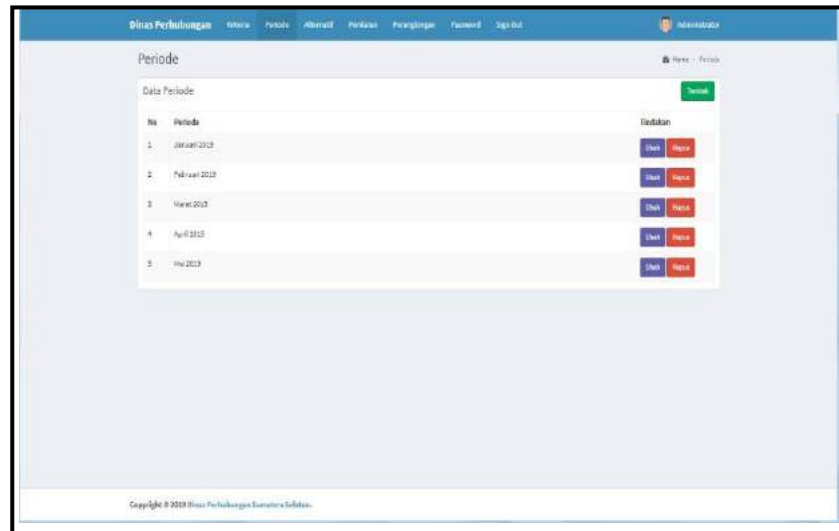 Dinas Perhubungan Kriteria Periode Alternatif Penilaian Perangkingan Password Sign Out Administrator
Periode
Home > Periode
Data Periode
Tambah
No Periode Tindakan
1 Januari 2019 Ubah Hapus
2 Februari 2019 Ubah Hapus
3 Maret 2019 Ubah Hapus
4 April 2019 Ubah Hapus
5 Mei 2019 Ubah Hapus
Copyright © 2019 Dinas Perhubungan Sumatera Selatan.